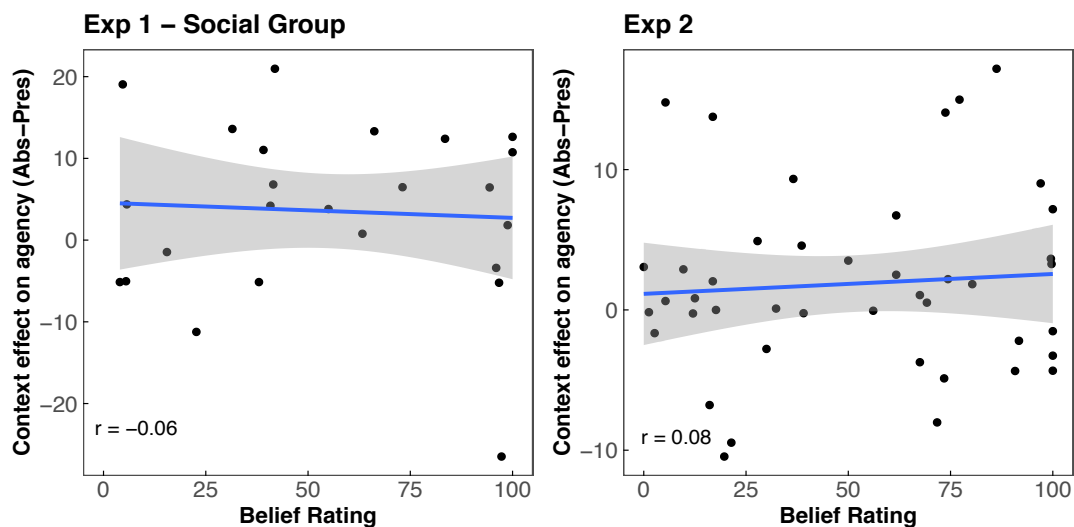 Exp 1 – Social Group
Context effect on agency (Abs-Pres)
20
10
0
−10
−20
r = −0.06
0 25 50 75 100
Belief Rating
Exp 2
Context effect on agency (Abs-Pres)
10
0
−10
r = 0.08
0 25 50 75 100
Belief Rating